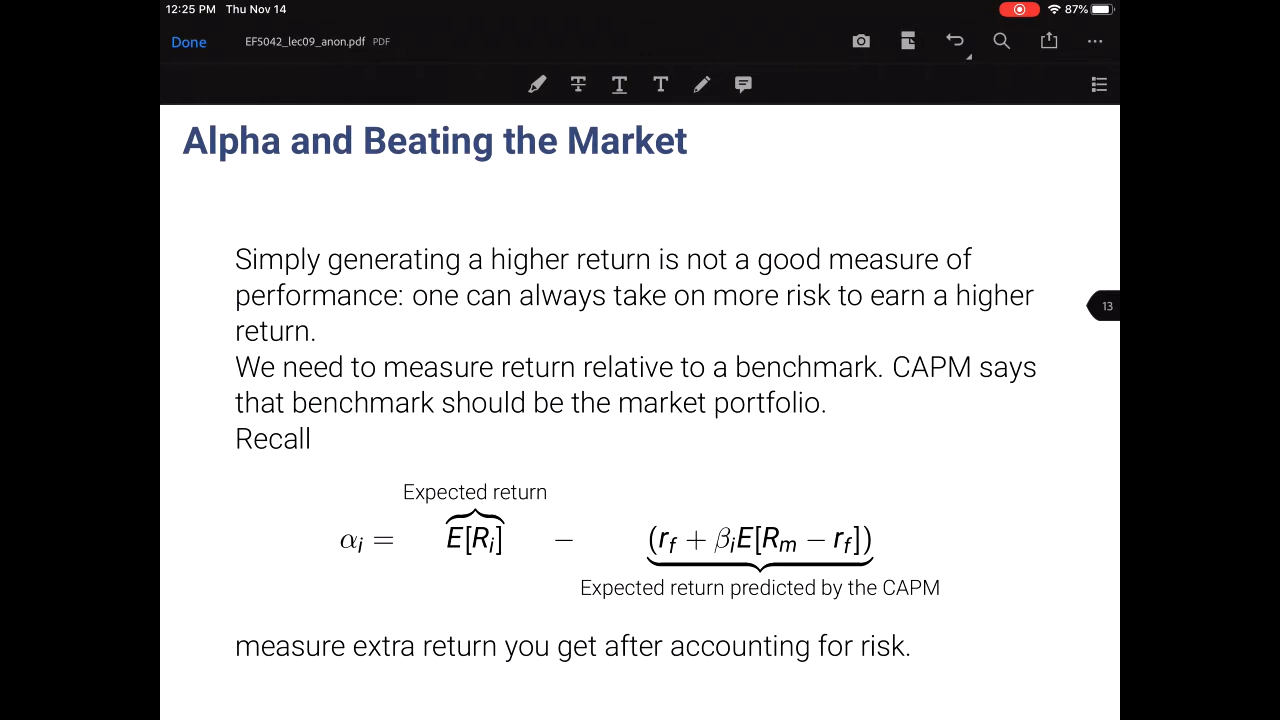 12:25 PM Thu Nov 14
87%
Done
EFS042_lec09_anon.pdf PDF
T T T
Alpha and Beating the Market
Simply generating a higher return is not a good measure of
performance: one can always take on more risk to earn a higher
return.
13
We need to measure return relative to a benchmark. CAPM says
that benchmark should be the market portfolio.
Recall
Expected return
αᵢ = E[Rᵢ] − (r_f + βᵢE[R_m − r_f])
Expected return predicted by the CAPM
measure extra return you get after accounting for risk.